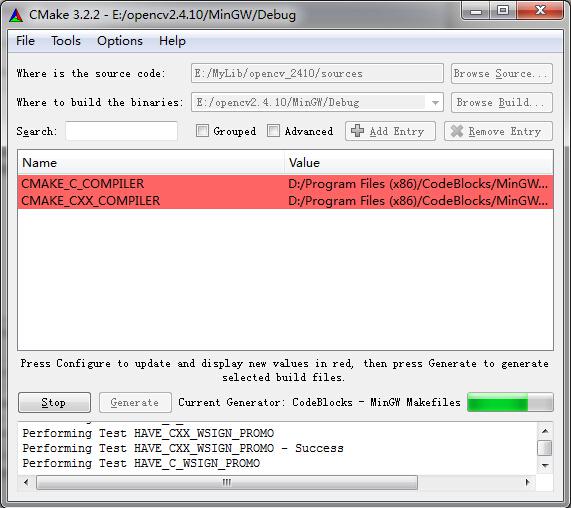 CMake 3.2.2 - E:/opencv2.4.10/MinGW/Debug
File Tools Options Help
Where is the source code: E:/MyLib/opencv_2410/sources Browse Source...
Where to build the binaries: E:/opencv2.4.10/MinGW/Debug Browse Build...
Search: Grouped Advanced Add Entry Remove Entry
Name Value
CMAKE_C_COMPILER D:/Program Files (x86)/CodeBlocks/MinGW...
CMAKE_CXX_COMPILER D:/Program Files (x86)/CodeBlocks/MinGW...
Press Configure to update and display new values in red, then press Generate to generate
selected build files.
Stop Generate Current Generator: CodeBlocks - MinGW Makefiles
Performing Test HAVE_CXX_WSIGN_PROMO
Performing Test HAVE_CXX_WSIGN_PROMO - Success
Performing Test HAVE_C_WSIGN_PROMO